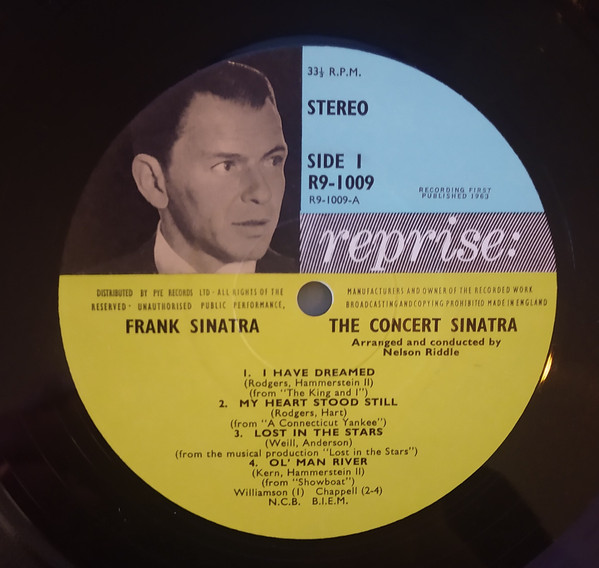 33⅓ R.P.M.
STEREO
SIDE 1
R9-1009
R9-1009-A
RECORDING FIRST
PUBLISHED 1963
reprise:
DISTRIBUTED BY PYE RECORDS LTD · ALL RIGHTS OF THE
RESERVED · UNAUTHORISED PUBLIC PERFORMANCE,
MANUFACTURERS AND OWNER OF THE RECORDED WORK
BROADCASTING AND COPYING PROHIBITED MADE IN ENGLAND
FRANK SINATRA
THE CONCERT SINATRA
Arranged and conducted by
Nelson Riddle
1. I HAVE DREAMED
(Rodgers, Hammerstein II)
(from "The King and I")
2. MY HEART STOOD STILL
(Rodgers, Hart)
(from "A Connecticut Yankee")
3. LOST IN THE STARS
(Weill, Anderson)
(from the musical production "Lost in the Stars")
4. OL' MAN RIVER
(Kern, Hammerstein II)
(from "Showboat")
Williamson (1) Chappell (2-4)
N.C.B. B.I.E.M.